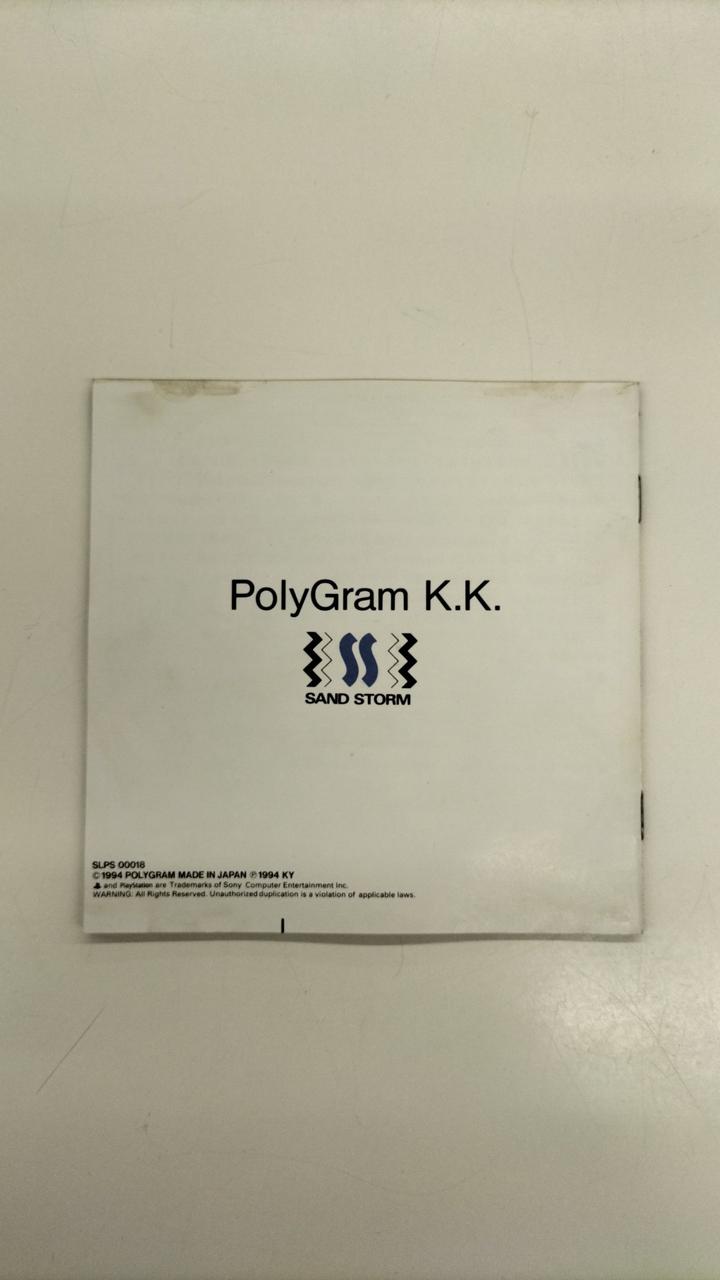 PolyGram K.K.
SS
SAND STORM
SLPS 00018
©1994 POLYGRAM MADE IN JAPAN ℗1994 KY
and PlayStation are Trademarks of Sony Computer Entertainment Inc.
WARNING: All Rights Reserved. Unauthorized duplication is a violation of applicable laws.